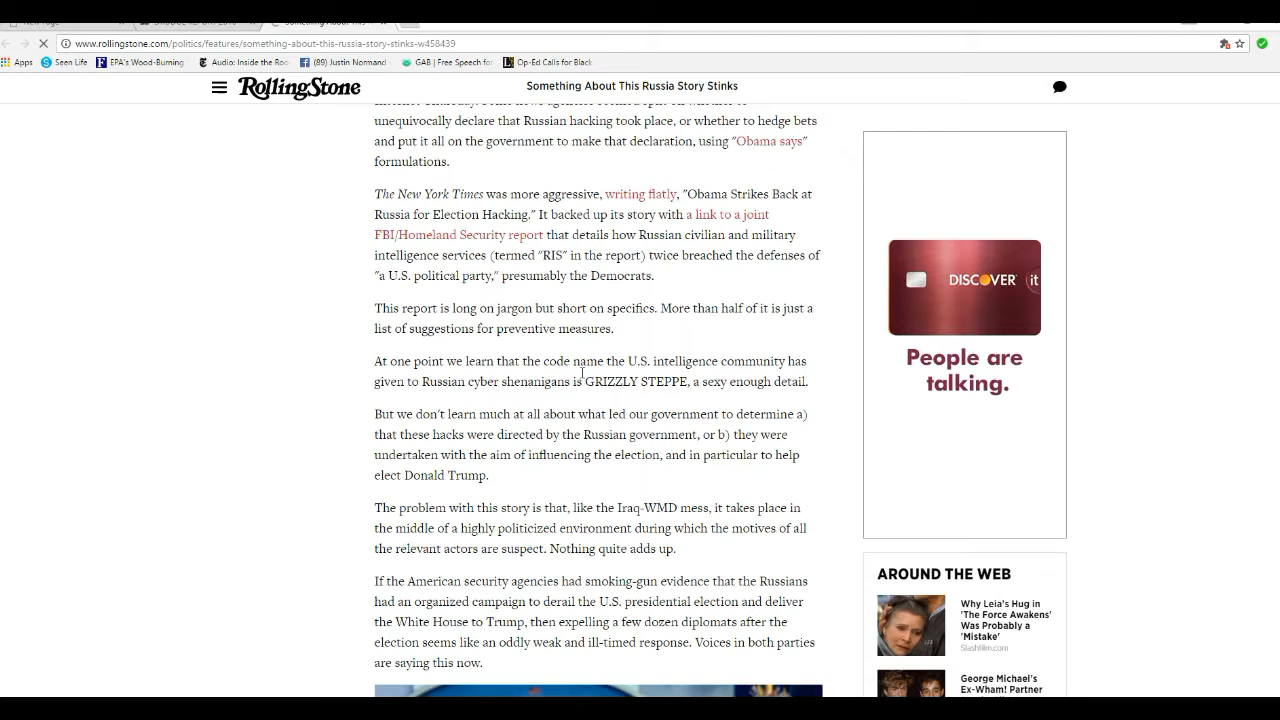 www.rollingstone.com/politics/features/something-about-this-russia-story-stinks-w458439
Apps Seen Life EPA's Wood-Burning Audio: Inside the Roo (89) Justin Normand GAB | Free Speech for Op-Ed Calls for Black
RollingStone
Something About This Russia Story Stinks
unequivocally declare that Russian hacking took place, or whether to hedge bets
and put it all on the government to make that declaration, using "Obama says"
formulations.
The New York Times was more aggressive, writing flatly, "Obama Strikes Back at
Russia for Election Hacking." It backed up its story with a link to a joint
FBI/Homeland Security report that details how Russian civilian and military
intelligence services (termed "RIS" in the report) twice breached the defenses of
"a U.S. political party," presumably the Democrats.
This report is long on jargon but short on specifics. More than half of it is just a
list of suggestions for preventive measures.
At one point we learn that the code name the U.S. intelligence community has
given to Russian cyber shenanigans is GRIZZLY STEPPE, a sexy enough detail.
But we don't learn much at all about what led our government to determine a)
that these hacks were directed by the Russian government, or b) they were
undertaken with the aim of influencing the election, and in particular to help
elect Donald Trump.
The problem with this story is that, like the Iraq-WMD mess, it takes place in
the middle of a highly politicized environment during which the motives of all
the relevant actors are suspect. Nothing quite adds up.
If the American security agencies had smoking-gun evidence that the Russians
had an organized campaign to derail the U.S. presidential election and deliver
the White House to Trump, then expelling a few dozen diplomats after the
election seems like an oddly weak and ill-timed response. Voices in both parties
are saying this now.
DISCOVER it
People are
talking.
AROUND THE WEB
Why Leia's Hug in
'The Force Awakens'
Was Probably a
'Mistake'
Slashfilm.com
George Michael's
Ex-Wham! Partner